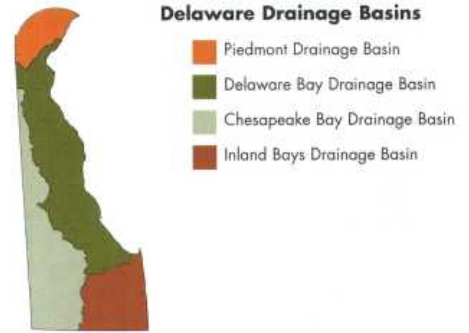 Delaware Drainage Basins
Piedmont Drainage Basin
Delaware Bay Drainage Basin
Chesapeake Bay Drainage Basin
Inland Bays Drainage Basin